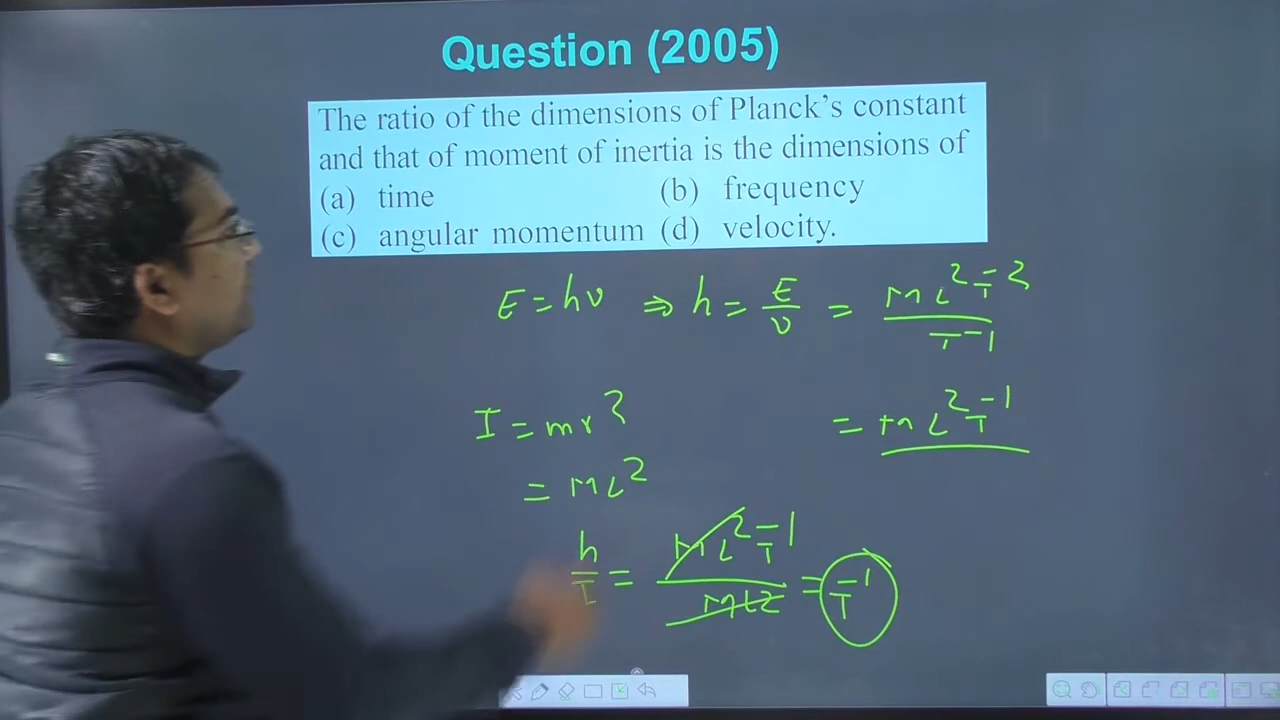 Question (2005)
The ratio of the dimensions of Planck's constant
and that of moment of inertia is the dimensions of
(a) time (b) frequency
(c) angular momentum (d) velocity.
E = hν ⇒ h = E/ν = ML²T⁻²/T⁻¹
I = mr² = ML²T⁻¹
= ML²
h/I = ML²T⁻¹/ML² = T⁻¹